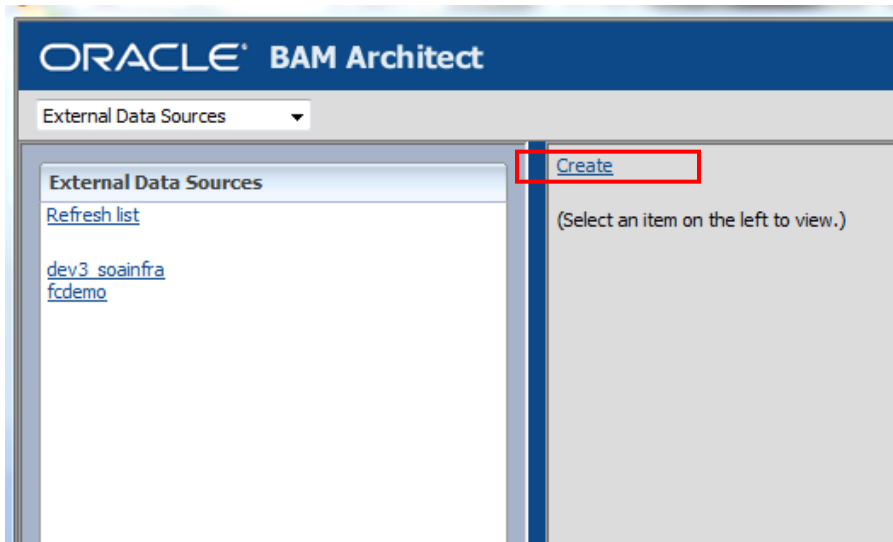 ORACLE BAM Architect
External Data Sources
External Data Sources
Refresh list
dev3_soainfra
fcdemo
Create
(Select an item on the left to view.)